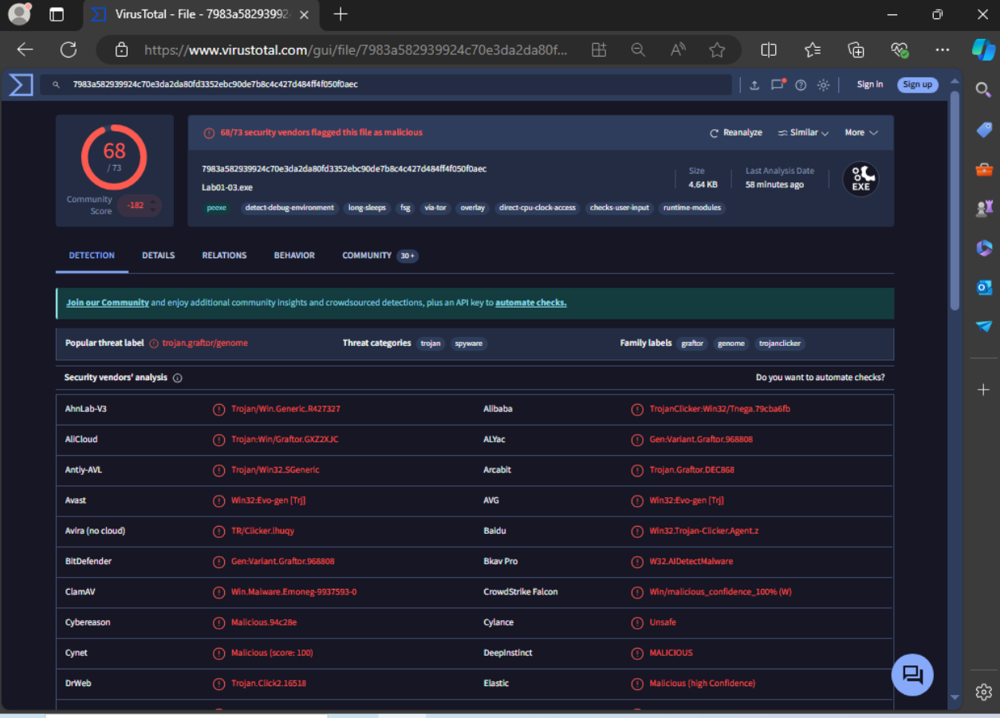 VirusTotal - File - 7983a58293992
https://www.virustotal.com/gui/file/7983a582939924c70e3da2da80f...
7983a582939924c70e3da2da80fd3352ebc90de7b8c4c427d484ff4f050f0aec
Sign in
Sign up
68
/ 73
Community Score
-182
68/73 security vendors flagged this file as malicious
Reanalyze
Similar
More
7983a582939924c70e3da2da80fd3352ebc90de7b8c4c427d484ff4f050f0aec
Lab01-03.exe
Size
4.64 KB
Last Analysis Date
58 minutes ago
EXE
peexe detect-debug-environment long-sleeps fsg via-tor overlay direct-cpu-clock-access checks-user-input runtime-modules
DETECTION DETAILS RELATIONS BEHAVIOR COMMUNITY 30+
Join our Community and enjoy additional community insights and crowdsourced detections, plus an API key to automate checks.
Popular threat label trojan.graftor/genome Threat categories trojan spyware Family labels graftor genome trojanclicker
Security vendors' analysis Do you want to automate checks?
AhnLab-V3 Trojan/Win.Generic.R427327 Alibaba TrojanClicker:Win32/Tnega.79cba6fb
AliCloud Trojan:Win/Graftor.GXZ2XJC ALYac Gen:Variant.Graftor.968808
Antiy-AVL Trojan/Win32.SGeneric Arcabit Trojan.Graftor.DEC868
Avast Win32:Evo-gen [Trj] AVG Win32:Evo-gen [Trj]
Avira (no cloud) TR/Clicker.lhuqy Baidu Win32.Trojan-Clicker.Agent.z
BitDefender Gen:Variant.Graftor.968808 Bkav Pro W32.AIDetectMalware
ClamAV Win.Malware.Emoneg-9937593-0 CrowdStrike Falcon Win/malicious_confidence_100% (W)
Cybereason Malicious.94c28e Cylance Unsafe
Cynet Malicious (score: 100) DeepInstinct MALICIOUS
DrWeb Trojan.Click2.16518 Elastic Malicious (high Confidence)